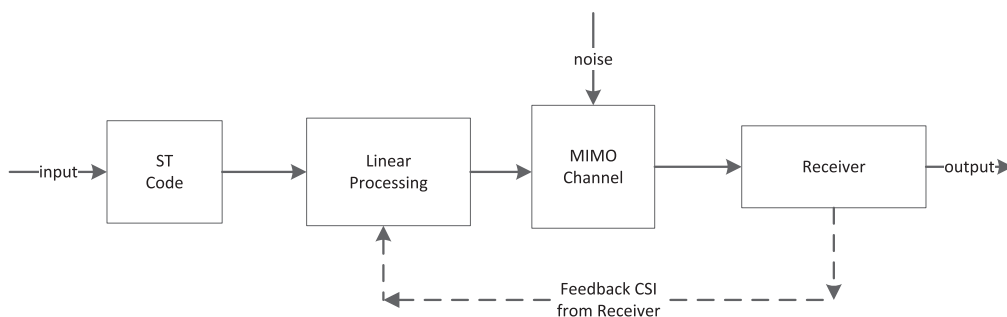 noise
input
ST
Code
Linear
Processing
MIMO
Channel
Receiver
output
Feedback CSI
from Receiver